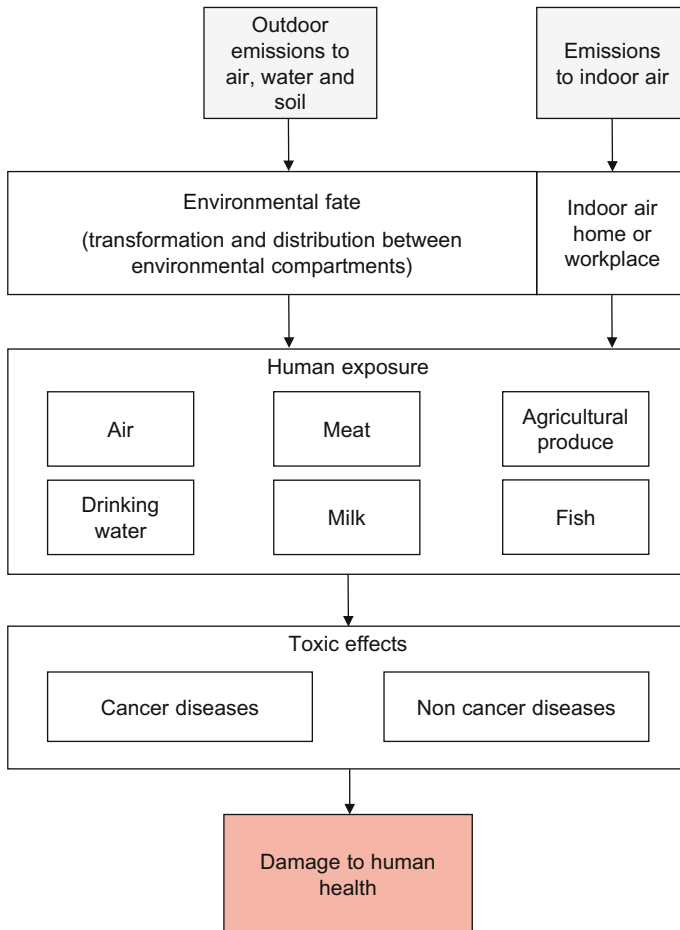 Outdoor
emissions to
air, water and
soil
Emissions
to indoor air
Environmental fate
(transformation and distribution between
environmental compartments)
Indoor air
home or
workplace
Human exposure
Air
Meat
Agricultural
produce
Drinking
water
Milk
Fish
Toxic effects
Cancer diseases
Non cancer diseases
Damage to human
health